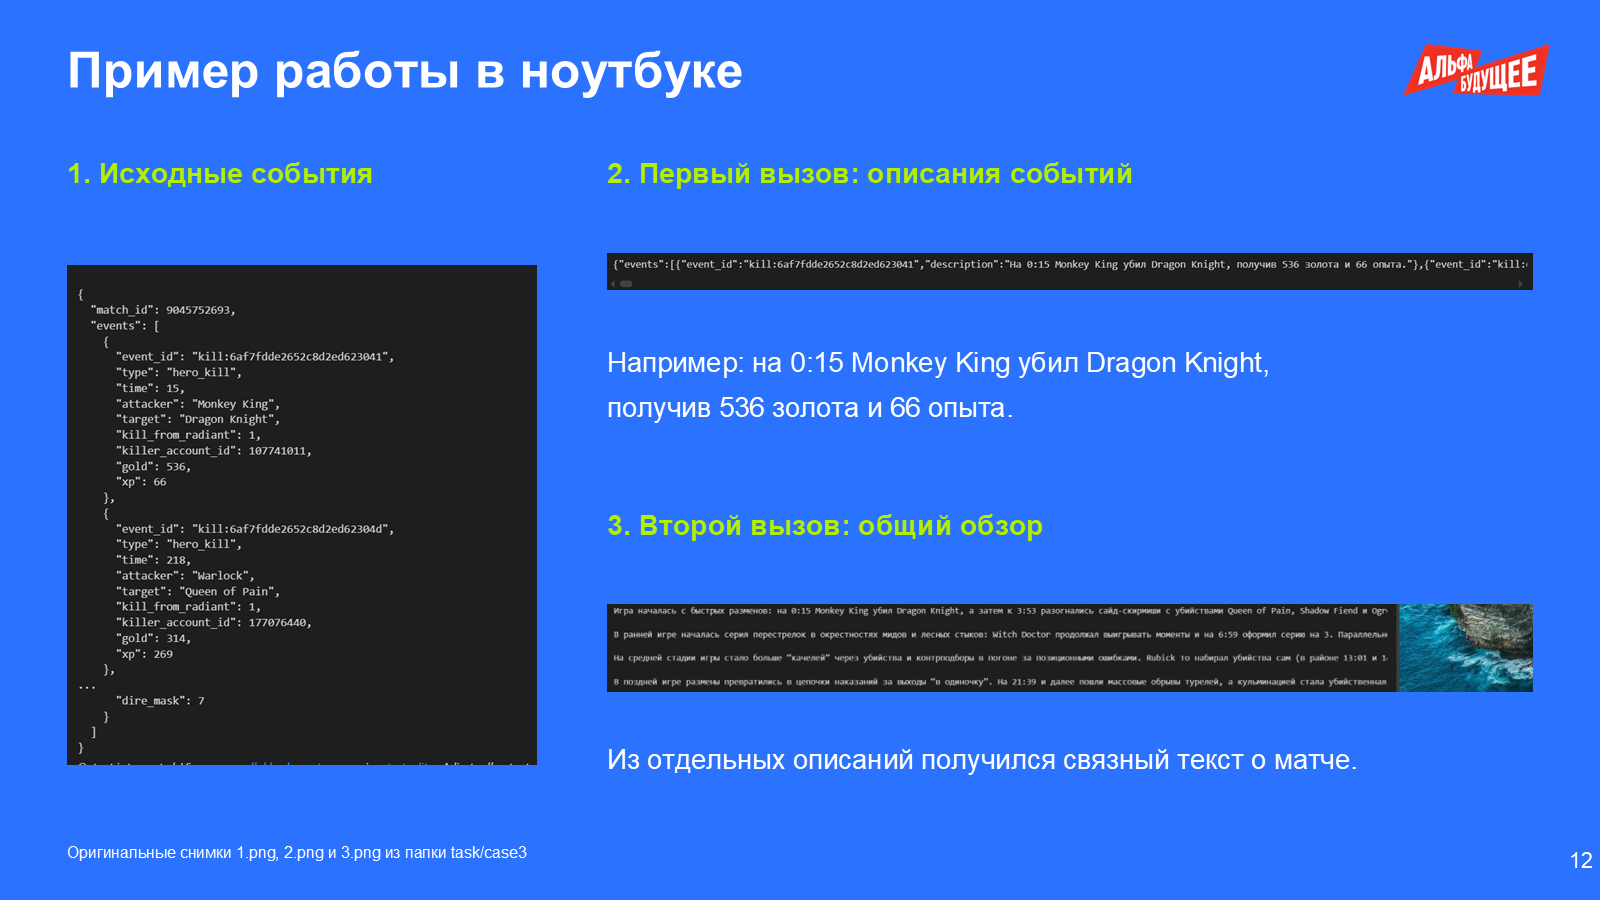 Пример работы в ноутбуке
АЛЬФА
БУДУЩЕЕ
1. Исходные события
{
"match_id": 9045752693,
"events": [
{
"event_id": "kill:6af7fdde2652c8d2ed623041",
"type": "hero_kill",
"time": 15,
"attacker": "Monkey King",
"target": "Dragon Knight",
"kill_from_radiant": 1,
"killer_account_id": 107741011,
"gold": 536,
"xp": 66
},
{
"event_id": "kill:6af7fdde2652c8d2ed62304d",
"type": "hero_kill",
"time": 218,
"attacker": "Warlock",
"target": "Queen of Pain",
"kill_from_radiant": 1,
"killer_account_id": 177076440,
"gold": 314,
"xp": 269
},
...
"dire_mask": 7
}
]
}
2. Первый вызов: описания событий
{"events":[{"event_id":"kill:6af7fdde2652c8d2ed623041","description":"На 0:15 Monkey King убил Dragon Knight, получив 536 золота и 66 опыта."},{"event_id":"kill:
Например: на 0:15 Monkey King убил Dragon Knight,
получив 536 золота и 66 опыта.
3. Второй вызов: общий обзор
Игра началась с быстрых разменов: на 0:15 Monkey King убил Dragon Knight, а затем к 3:53 разогнались сайд-скирмиши с убийствами Queen of Pain, Shadow Fiend и
В ранней игре началась серия перестрелок в окрестностях мидов и лесных стыков: Witch Doctor продолжал выигрывать моменты и на 6:59 оформил серию на 3.
На средней стадии игры стало больше “качелей” через убийства и контрподборы в погоне за позиционными ошибками. Rubick то набирал убийства сам (в районе 13:01 и
В поздней игре размены превратились в цепочки наказаний за выходы “в одиночку”. На 21:39 и далее пошли массовые обрывы турелей, а кульминацией стала убийственная
Из отдельных описаний получился связный текст о матче.
Оригинальные снимки 1.png, 2.png и 3.png из папки task/case3
12